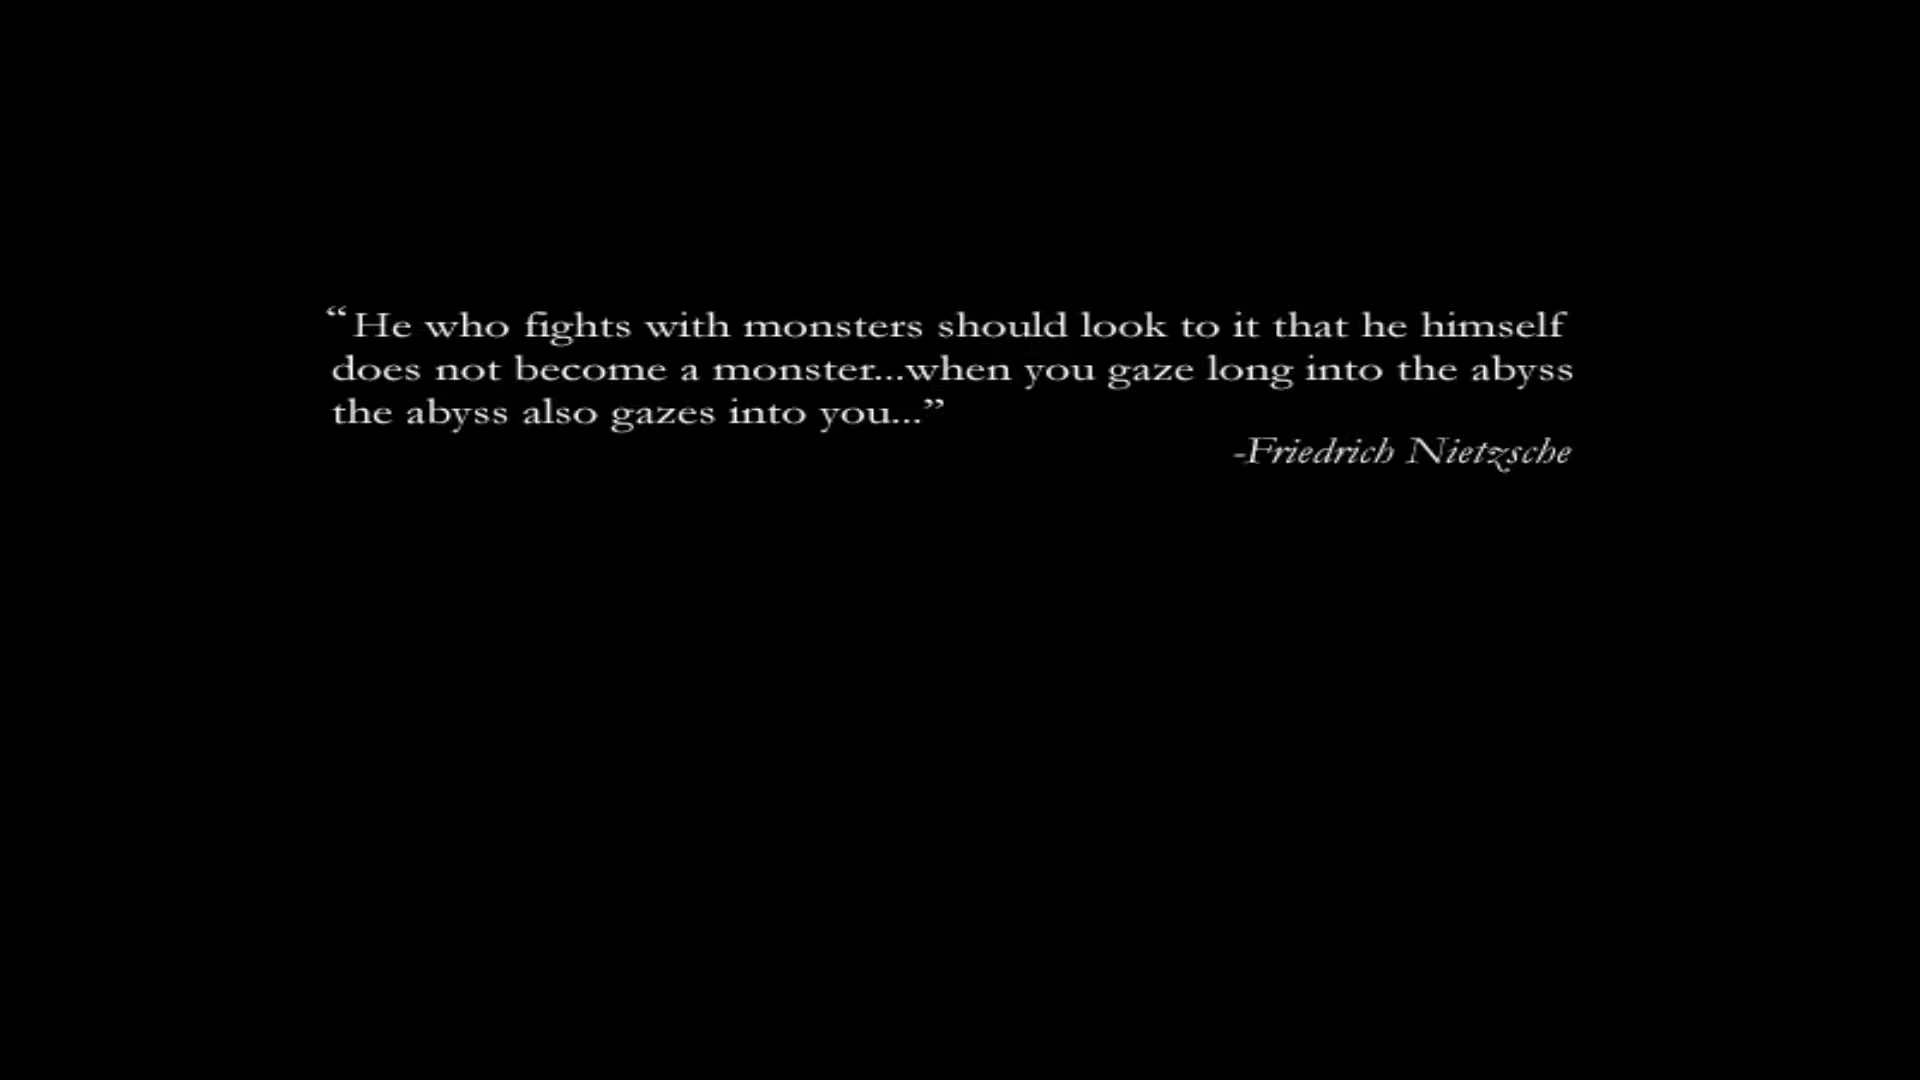 “He who fights with monsters should look to it that he himself
does not become a monster...when you gaze long into the abyss
the abyss also gazes into you...”
-Friedrich Nietzsche